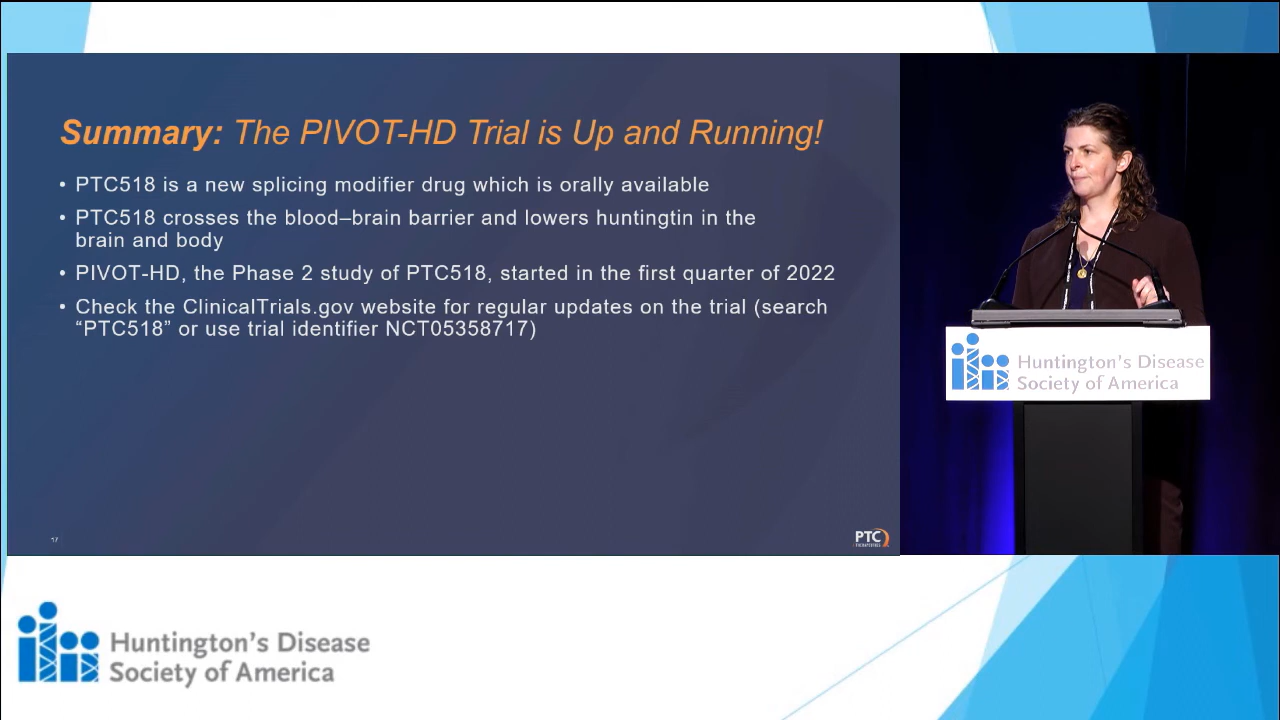 Summary: The PIVOT-HD Trial is Up and Running!
• PTC518 is a new splicing modifier drug which is orally available
• PTC518 crosses the blood–brain barrier and lowers huntingtin in the
brain and body
• PIVOT-HD, the Phase 2 study of PTC518, started in the first quarter of 2022
• Check the ClinicalTrials.gov website for regular updates on the trial (search
“PTC518” or use trial identifier NCT05358717)
17
PTC
Huntington's Disease
Society of America
Huntington's Disease
Society of America